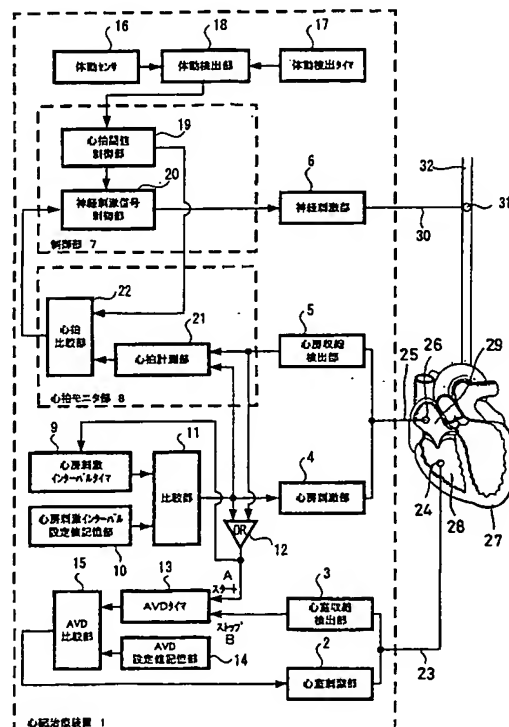 16
18
17
体動センサ
体動検出部
体動検出タイマ
19
心拍閾値
制御部
20
神経刺激信号
制御部
制御部 7
6
神経刺激部
30
31
32
22
心拍
比較部
21
心拍計測部
心拍モニタ部 8
5
心房収縮
検出部
25
26
29
9
心房刺激
インターバルタイマ
11
比較部
4
心房刺激部
心房刺激インターバル
設定値記憶部
10
OR
12
24
28
27
15
AVD
比較部
13
AVDタイマ
A
スタート
ストップ
B
3
心室収縮
検出部
AVD
設定値記憶部
14
2
心室刺激部
23
心臓治療装置 1